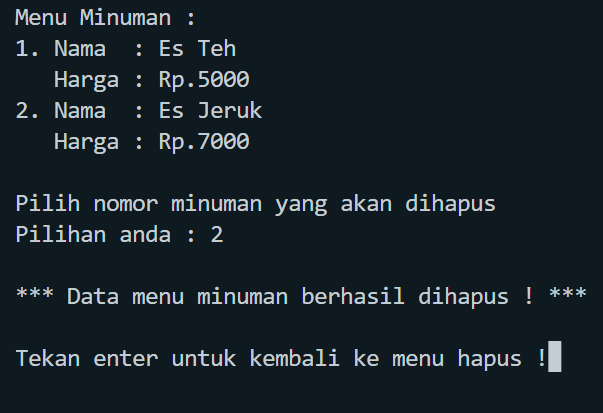 Menu Minuman :
1. Nama  : Es Teh
   Harga : Rp.5000
2. Nama  : Es Jeruk
   Harga : Rp.7000

Pilih nomor minuman yang akan dihapus
Pilihan anda : 2

*** Data menu minuman berhasil dihapus ! ***

Tekan enter untuk kembali ke menu hapus !